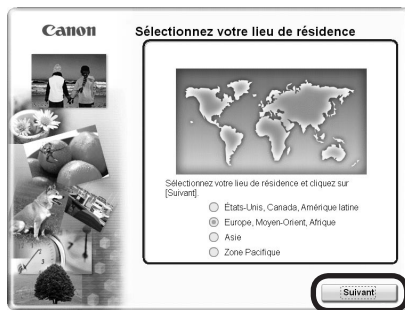 Canon
Sélectionnez votre lieu de résidence
Sélectionnez votre lieu de résidence et cliquez sur
[Suivant].
États-Unis, Canada, Amérique latine
Europe, Moyen-Orient, Afrique
Asie
Zone Pacifique
Suivant